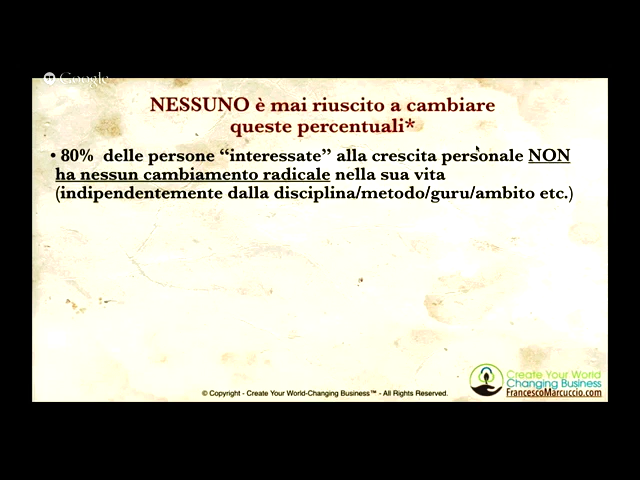 Google
NESSUNO è mai riuscito a cambiare
queste percentuali*
• 80% delle persone “interessate” alla crescita personale NON
ha nessun cambiamento radicale nella sua vita
(indipendentemente dalla disciplina/metodo/guru/ambito etc.)
Create Your World
Changing Business
FrancescoMarcuccio.com
© Copyright - Create Your World-Changing Business™ - All Rights Reserved.